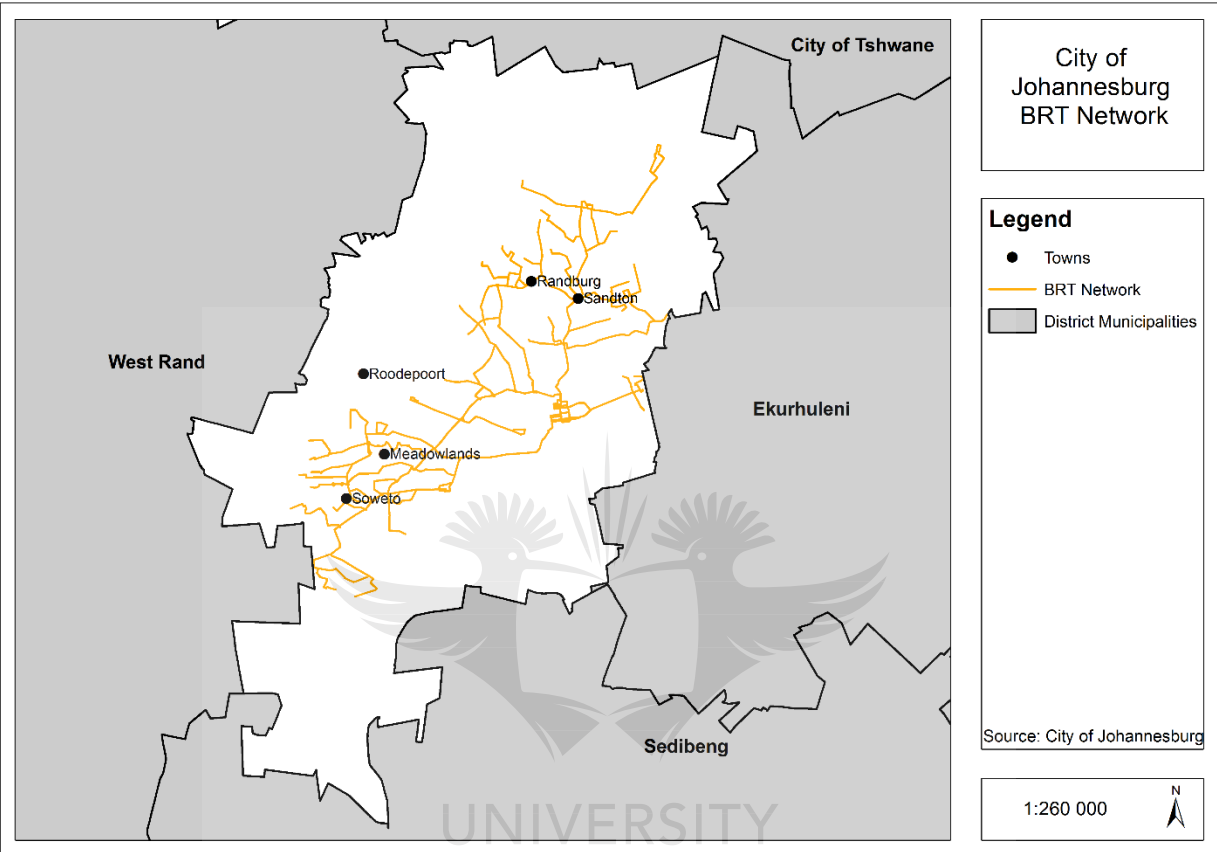 City of Tshwane
West Rand
Ekurhuleni
Sedibeng
Randburg
Sandton
Roodepoort
Meadowlands
Soweto
UNIVERSITY
City of
Johannesburg
BRT Network
Legend
Towns
BRT Network
District Municipalities
Source: City of Johannesburg
1:260 000
N